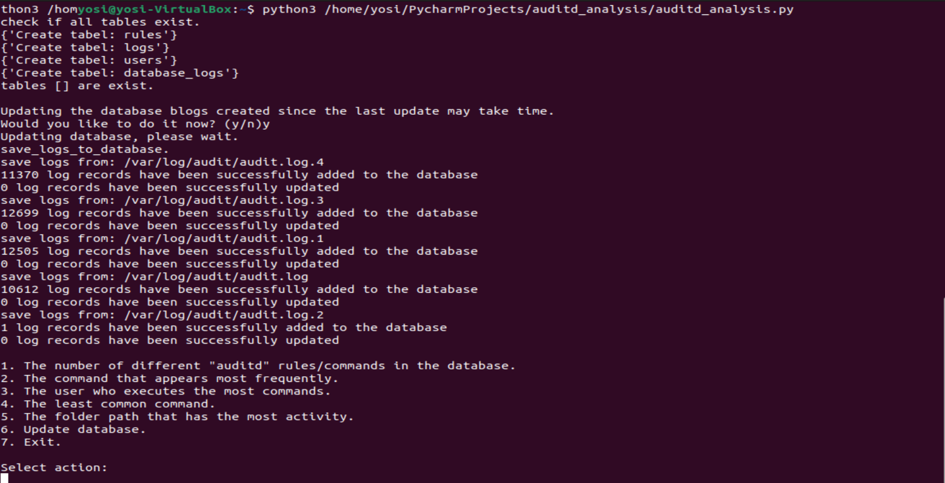 thon3 /homyosi@yosi-VirtualBox:~$ python3 /home/yosi/PycharmProjects/auditd_analysis/auditd_analysis.py
check if all tables exist.
{'Create tabel: rules'}
{'Create tabel: logs'}
{'Create tabel: users'}
{'Create tabel: database_logs'}
tables [] are exist.
Updating the database blogs created since the last update may take time.
Would you like to do it now? (y/n)y
Updating database, please wait.
save_logs_to_database.
save logs from: /var/log/audit/audit.log.4
11370 log records have been successfully added to the database
0 log records have been successfully updated
save logs from: /var/log/audit/audit.log.3
12699 log records have been successfully added to the database
0 log records have been successfully updated
save logs from: /var/log/audit/audit.log.1
12505 log records have been successfully added to the database
0 log records have been successfully updated
save logs from: /var/log/audit/audit.log
10612 log records have been successfully added to the database
0 log records have been successfully updated
save logs from: /var/log/audit/audit.log.2
1 log records have been successfully added to the database
0 log records have been successfully updated
1. The number of different "auditd" rules/commands in the database.
2. The command that appears most frequently.
3. The user who executes the most commands.
4. The least common command.
5. The folder path that has the most activity.
6. Update database.
7. Exit.
Select action: